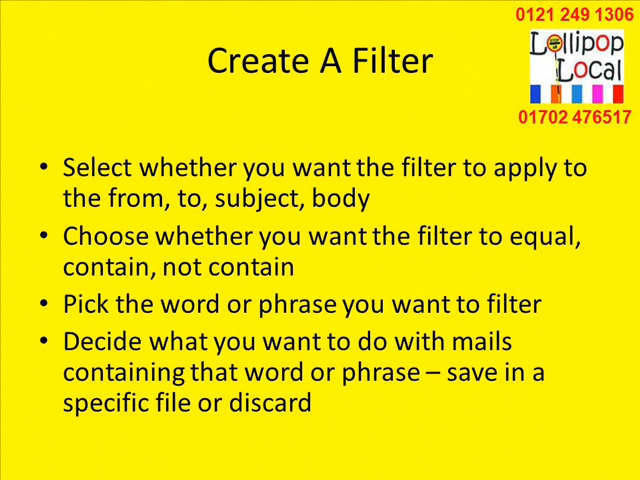 0121 249 1306
Lollipop
Local
01702 476517
Create A Filter
• Select whether you want the filter to apply to
the from, to, subject, body
• Choose whether you want the filter to equal,
contain, not contain
• Pick the word or phrase you want to filter
• Decide what you want to do with mails
containing that word or phrase – save in a
specific file or discard